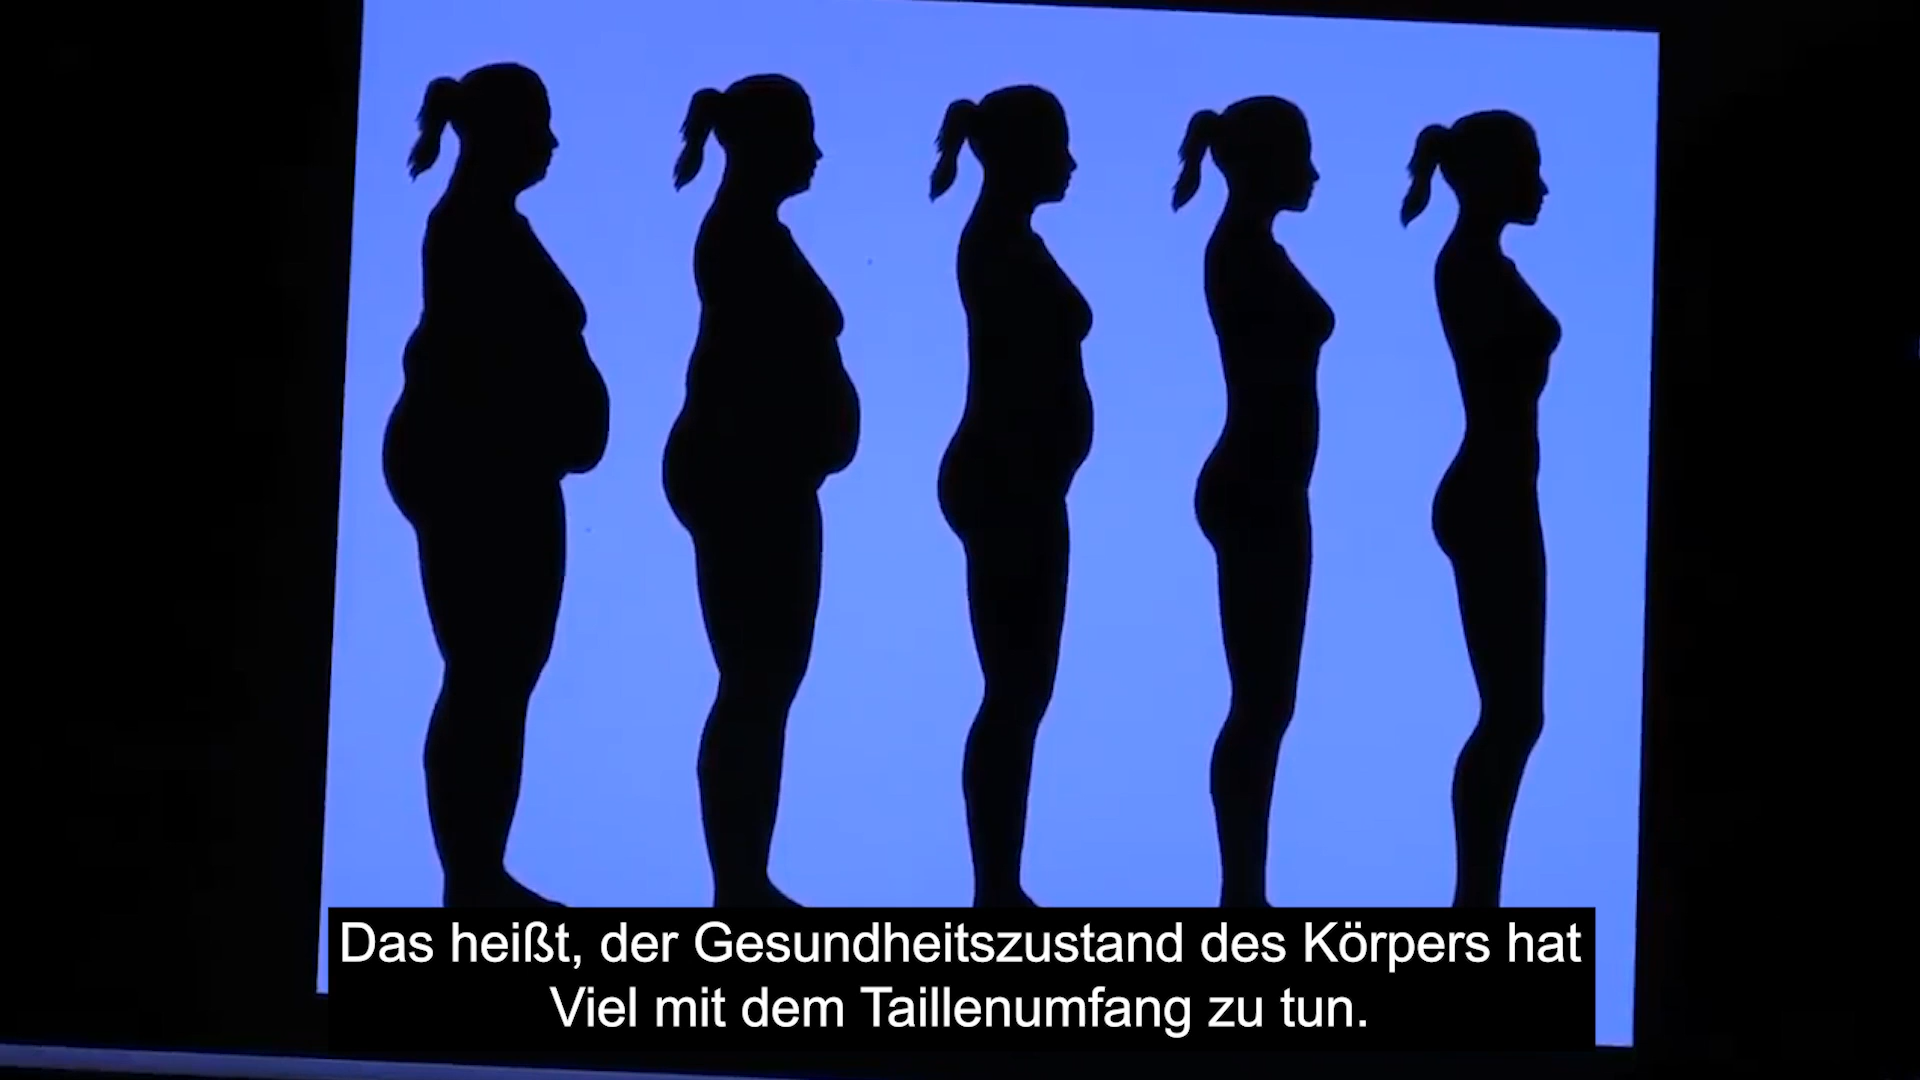 Das heißt, der Gesundheitszustand des Körpers hat
Viel mit dem Taillenumfang zu tun.